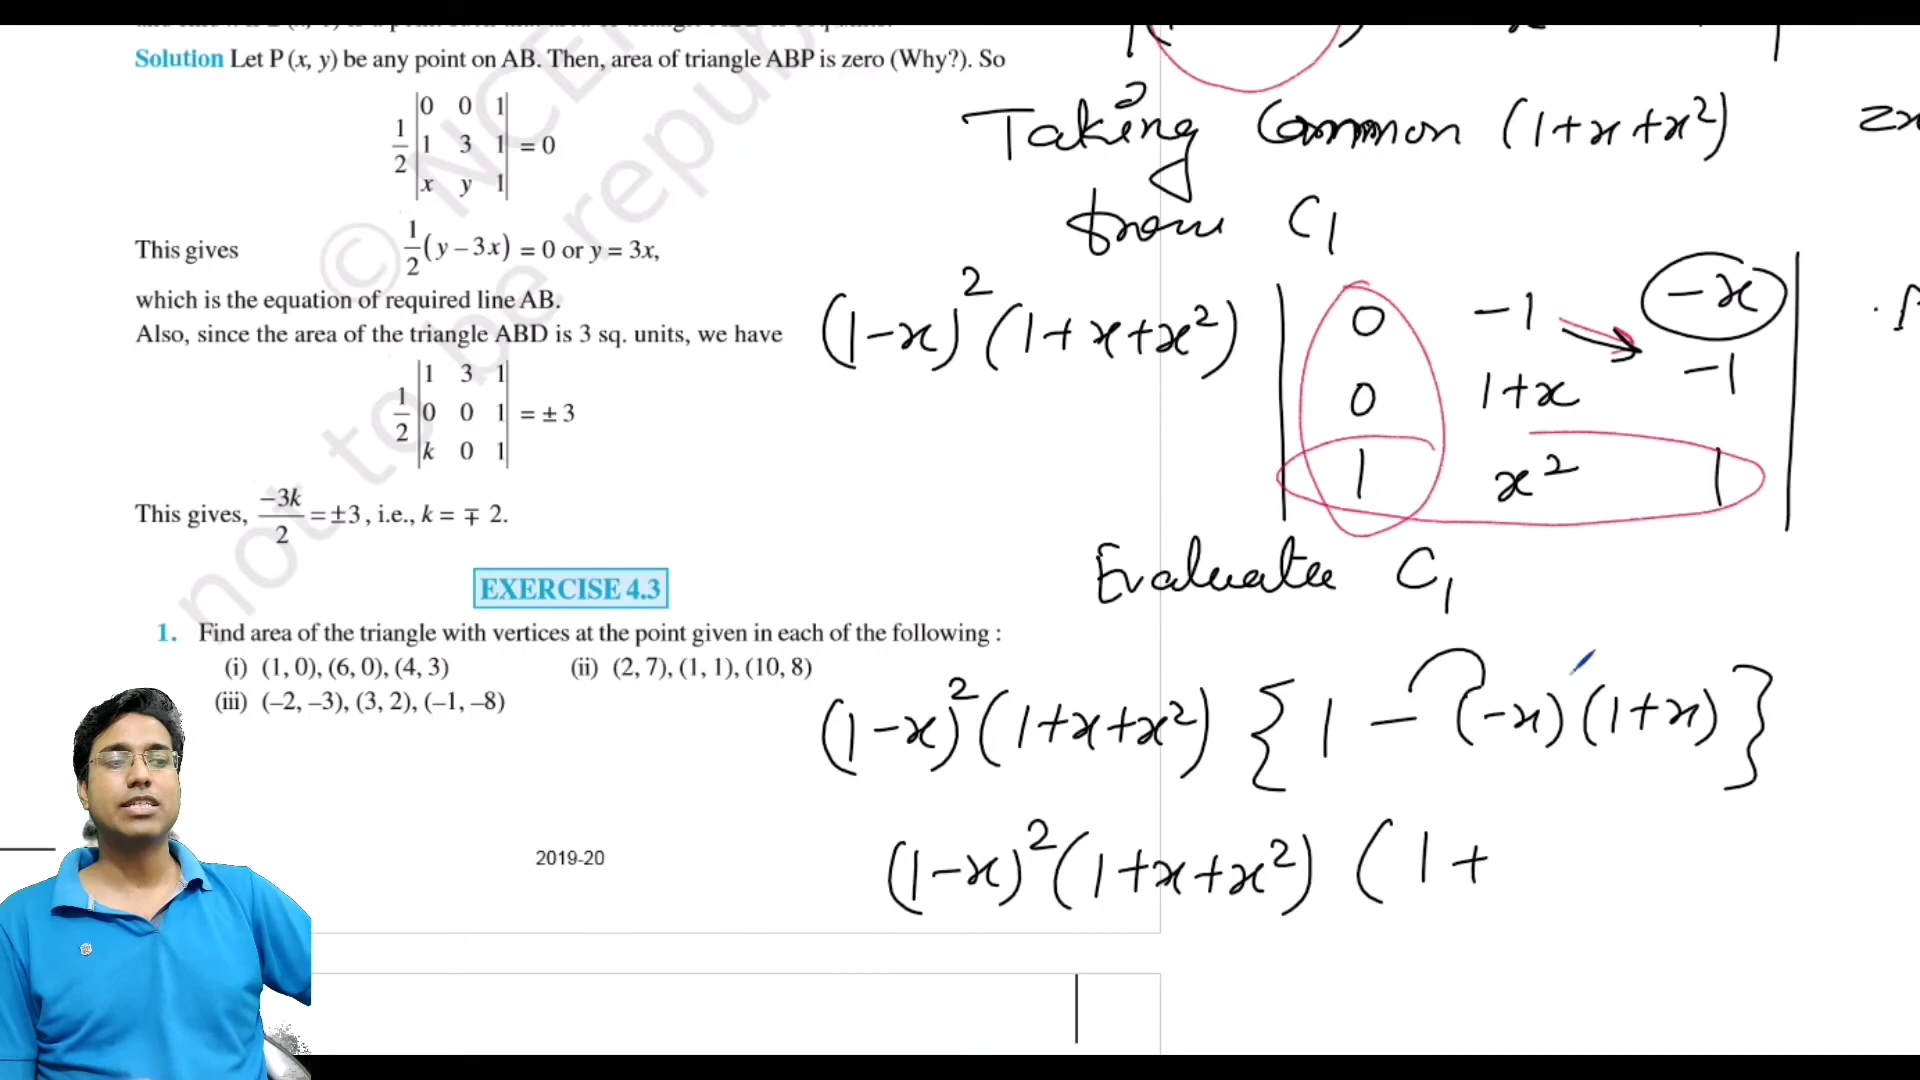 Solution Let P (x, y) be any point on AB. Then, area of triangle ABP is zero (Why?). So
1/2 |0 0 1|
|1 3 1| = 0
|x y 1|
This gives 1/2 (y – 3x) = 0 or y = 3x,
which is the equation of required line AB.
Also, since the area of the triangle ABD is 3 sq. units, we have
1/2 |1 3 1|
|0 0 1| = ± 3
|k 0 1|
This gives, −3k/2 = ±3, i.e., k = ∓ 2.
EXERCISE 4.3
1. Find area of the triangle with vertices at the point given in each of the following :
(i) (1, 0), (6, 0), (4, 3) (ii) (2, 7), (1, 1), (10, 8)
(iii) (–2, –3), (3, 2), (–1, –8)
2019-20
not to be republ
© NCE
Taking Common (1+x+x²)
from C1
(1-x)² (1+x+x²) | 0 -1 -x |
| 0 1+x -1 |
| 1 x² 1 |
Evaluate C1
(1-x)² (1+x+x²) { 1 - (-x)(1+x) }
(1-x)² (1+x+x²) ( 1 +